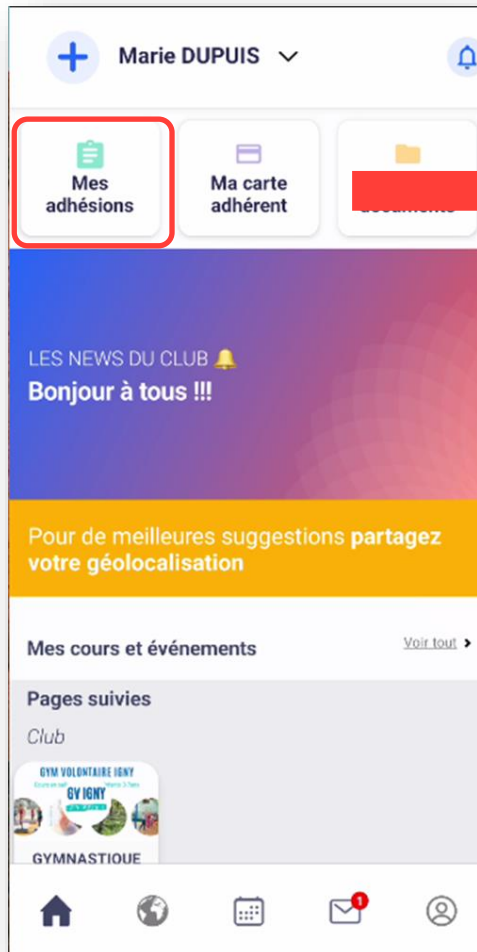 Marie DUPUIS
Mes
adhésions
Ma carte
adhérent
LES NEWS DU CLUB
Bonjour à tous !!!
Pour de meilleures suggestions partagez
votre géolocalisation
Mes cours et événements
Voir tout
Pages suivies
Club
GYM VOLONTAIRE IGNY
GV IGNY
GYMNASTIQUE
1